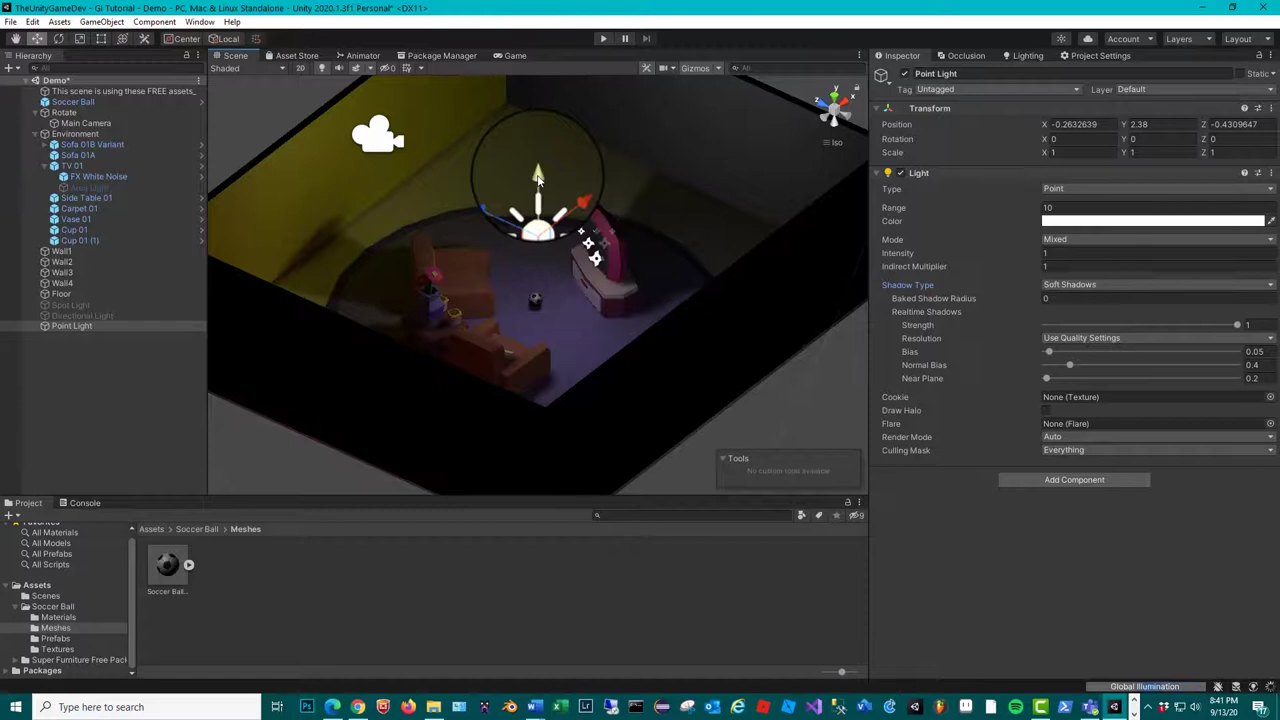 TheUnityGameDev - GI Tutorial - Demo - PC, Mac & Linux Standalone - Unity 2020.1.3f1 Personal* <DX11>
File Edit Assets GameObject Component Window Help
Center Local Account Layers Layout
Hierarchy
All
Demo*
This scene is using these FREE assets_
Soccer Ball
Rotate
Main Camera
Environment
Sofa 01B Variant
Sofa 01A
TV 01
FX White Noise
Area Light
Side Table 01
Carpet 01
Vase 01
Cup 01
Cup 01 (1)
Wall1
Wall2
Wall3
Wall4
Floor
Spot Light
Directional Light
Point Light
Scene Asset Store Animator Package Manager Game
Shaded 2D 0 Gizmos All
y
x
z
Iso
Tools
No custom tools available
Inspector Occlusion Lighting Project Settings
Point Light Static
Tag Untagged Layer Default
Transform
Position X -0.2632639 Y 2.38 Z -0.4309647
Rotation X 0 Y 0 Z 0
Scale X 1 Y 1 Z 1
Light
Type Point
Range 10
Color
Mode Mixed
Intensity 1
Indirect Multiplier 1
Shadow Type Soft Shadows
Baked Shadow Radius 0
Realtime Shadows
Strength 1
Resolution Use Quality Settings
Bias 0.05
Normal Bias 0.4
Near Plane 0.2
Cookie None (Texture)
Draw Halo
Flare None (Flare)
Render Mode Auto
Culling Mask Everything
Add Component
Project Console
9
Favorites
All Materials
All Models
All Prefabs
All Scripts
Assets
Scenes
Soccer Ball
Materials
Meshes
Prefabs
Textures
Super Furniture Free Pack
Packages
Assets > Soccer Ball > Meshes
Soccer Ball..
Global Illumination
Type here to search
8:41 PM
9/13/20